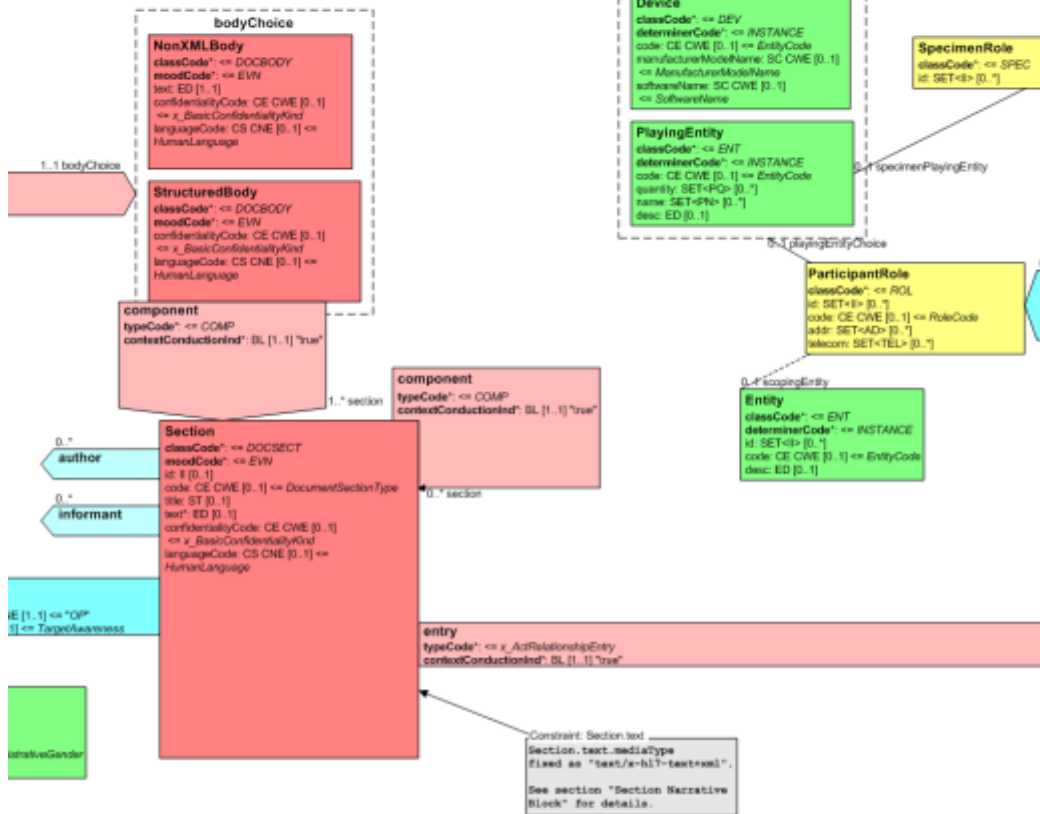 bodyChoice
NonXMLBody
classCode*: <= DOCBODY
moodCode*: <= EVN
text: ED [1..1]
confidentialityCode: CE CWE [0..1]
<= x_BasicConfidentialityKind
languageCode: CS CNE [0..1] <=
HumanLanguage
1..1 bodyChoice
StructuredBody
classCode*: <= DOCBODY
moodCode*: <= EVN
confidentialityCode: CE CWE [0..1]
<= x_BasicConfidentialityKind
languageCode: CS CNE [0..1] <=
HumanLanguage
component
typeCode*: <= COMP
contextConductionInd*: BL [1..1] "true"
1..* section
component
typeCode*: <= COMP
contextConductionInd*: BL [1..1] "true"
0..* section
Section
classCode*: <= DOCSECT
moodCode*: <= EVN
id: II [0..1]
code: CE CWE [0..1] <= DocumentSectionType
title: ST [0..1]
text*: ED [0..1]
confidentialityCode: CE CWE [0..1]
<= x_BasicConfidentialityKind
languageCode: CS CNE [0..1] <=
HumanLanguage
0..*
author
0..*
informant
[1..1] <= "OP"
<= TargetAwareness
entry
typeCode*: <= x_ActRelationshipEntry
contextConductionInd*: BL [1..1] "true"
Constraint: Section.text
Section.text.mediaType
fixed as "text/x-hl7-text+xml".
See section "Section Narrative
Block" for details.
Device
classCode*: <= DEV
determinerCode*: <= INSTANCE
code: CE CWE [0..1] <= EntityCode
manufacturerModelName: SC CWE [0..1]
<= ManufacturerModelName
softwareName: SC CWE [0..1]
<= SoftwareName
PlayingEntity
classCode*: <= ENT
determinerCode*: <= INSTANCE
code: CE CWE [0..1] <= EntityCode
quantity: SET<PQ> [0..*]
name: SET<PN> [0..*]
desc: ED [0..1]
SpecimenRole
classCode*: <= SPEC
id: SET<II> [0..*]
0..1 specimenPlayingEntity
0..1 playingEntityChoice
ParticipantRole
classCode*: <= ROL
id: SET<II> [0..*]
code: CE CWE [0..1] <= RoleCode
addr: SET<AD> [0..*]
telecom: SET<TEL> [0..*]
0..1 scopingEntity
Entity
classCode*: <= ENT
determinerCode*: <= INSTANCE
id: SET<II> [0..*]
code: CE CWE [0..1] <= EntityCode
desc: ED [0..1]